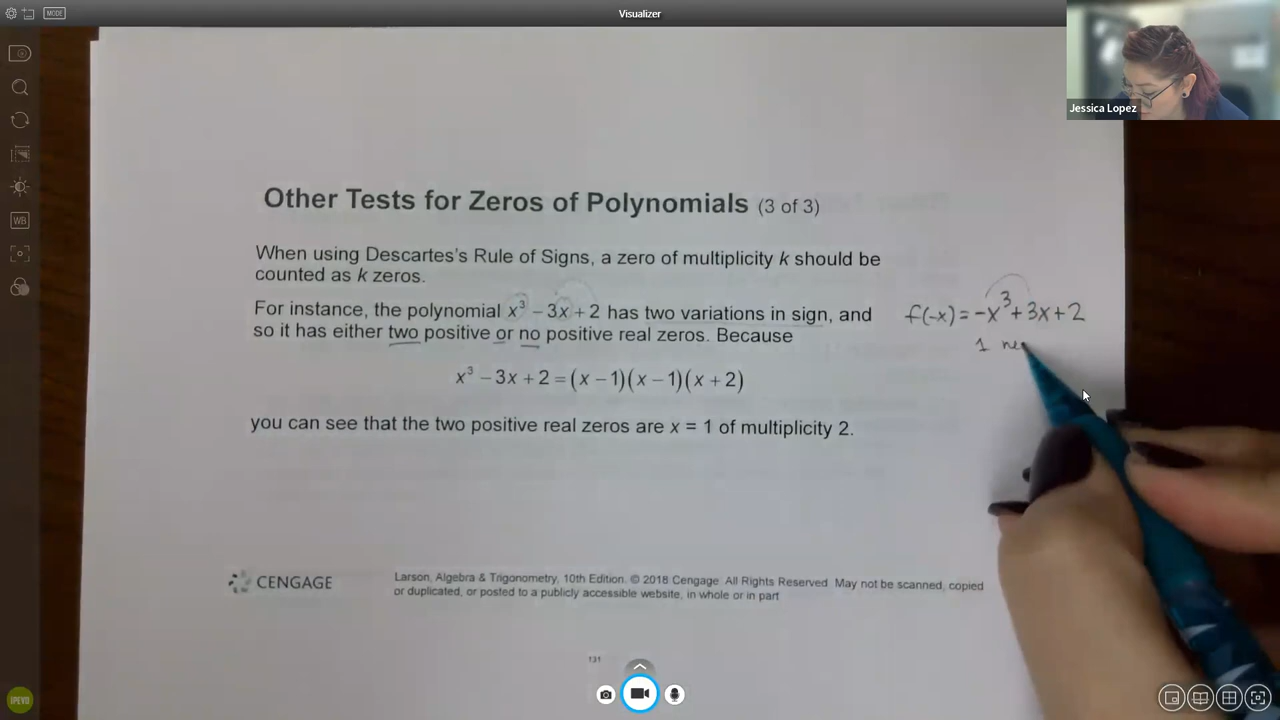 MODE
Visualizer
Jessica Lopez
WB
Other Tests for Zeros of Polynomials (3 of 3)
When using Descartes's Rule of Signs, a zero of multiplicity k should be
counted as k zeros.
For instance, the polynomial x³ − 3x + 2 has two variations in sign, and
so it has either two positive or no positive real zeros. Because
x³ − 3x + 2 = (x − 1)(x − 1)(x + 2)
you can see that the two positive real zeros are x = 1 of multiplicity 2.
f(-x) = -x³ + 3x + 2
1 ne
CENGAGE
Larson, Algebra & Trigonometry, 10th Edition. © 2018 Cengage. All Rights Reserved. May not be scanned, copied
or duplicated, or posted to a publicly accessible website, in whole or in part
131
IPEVO